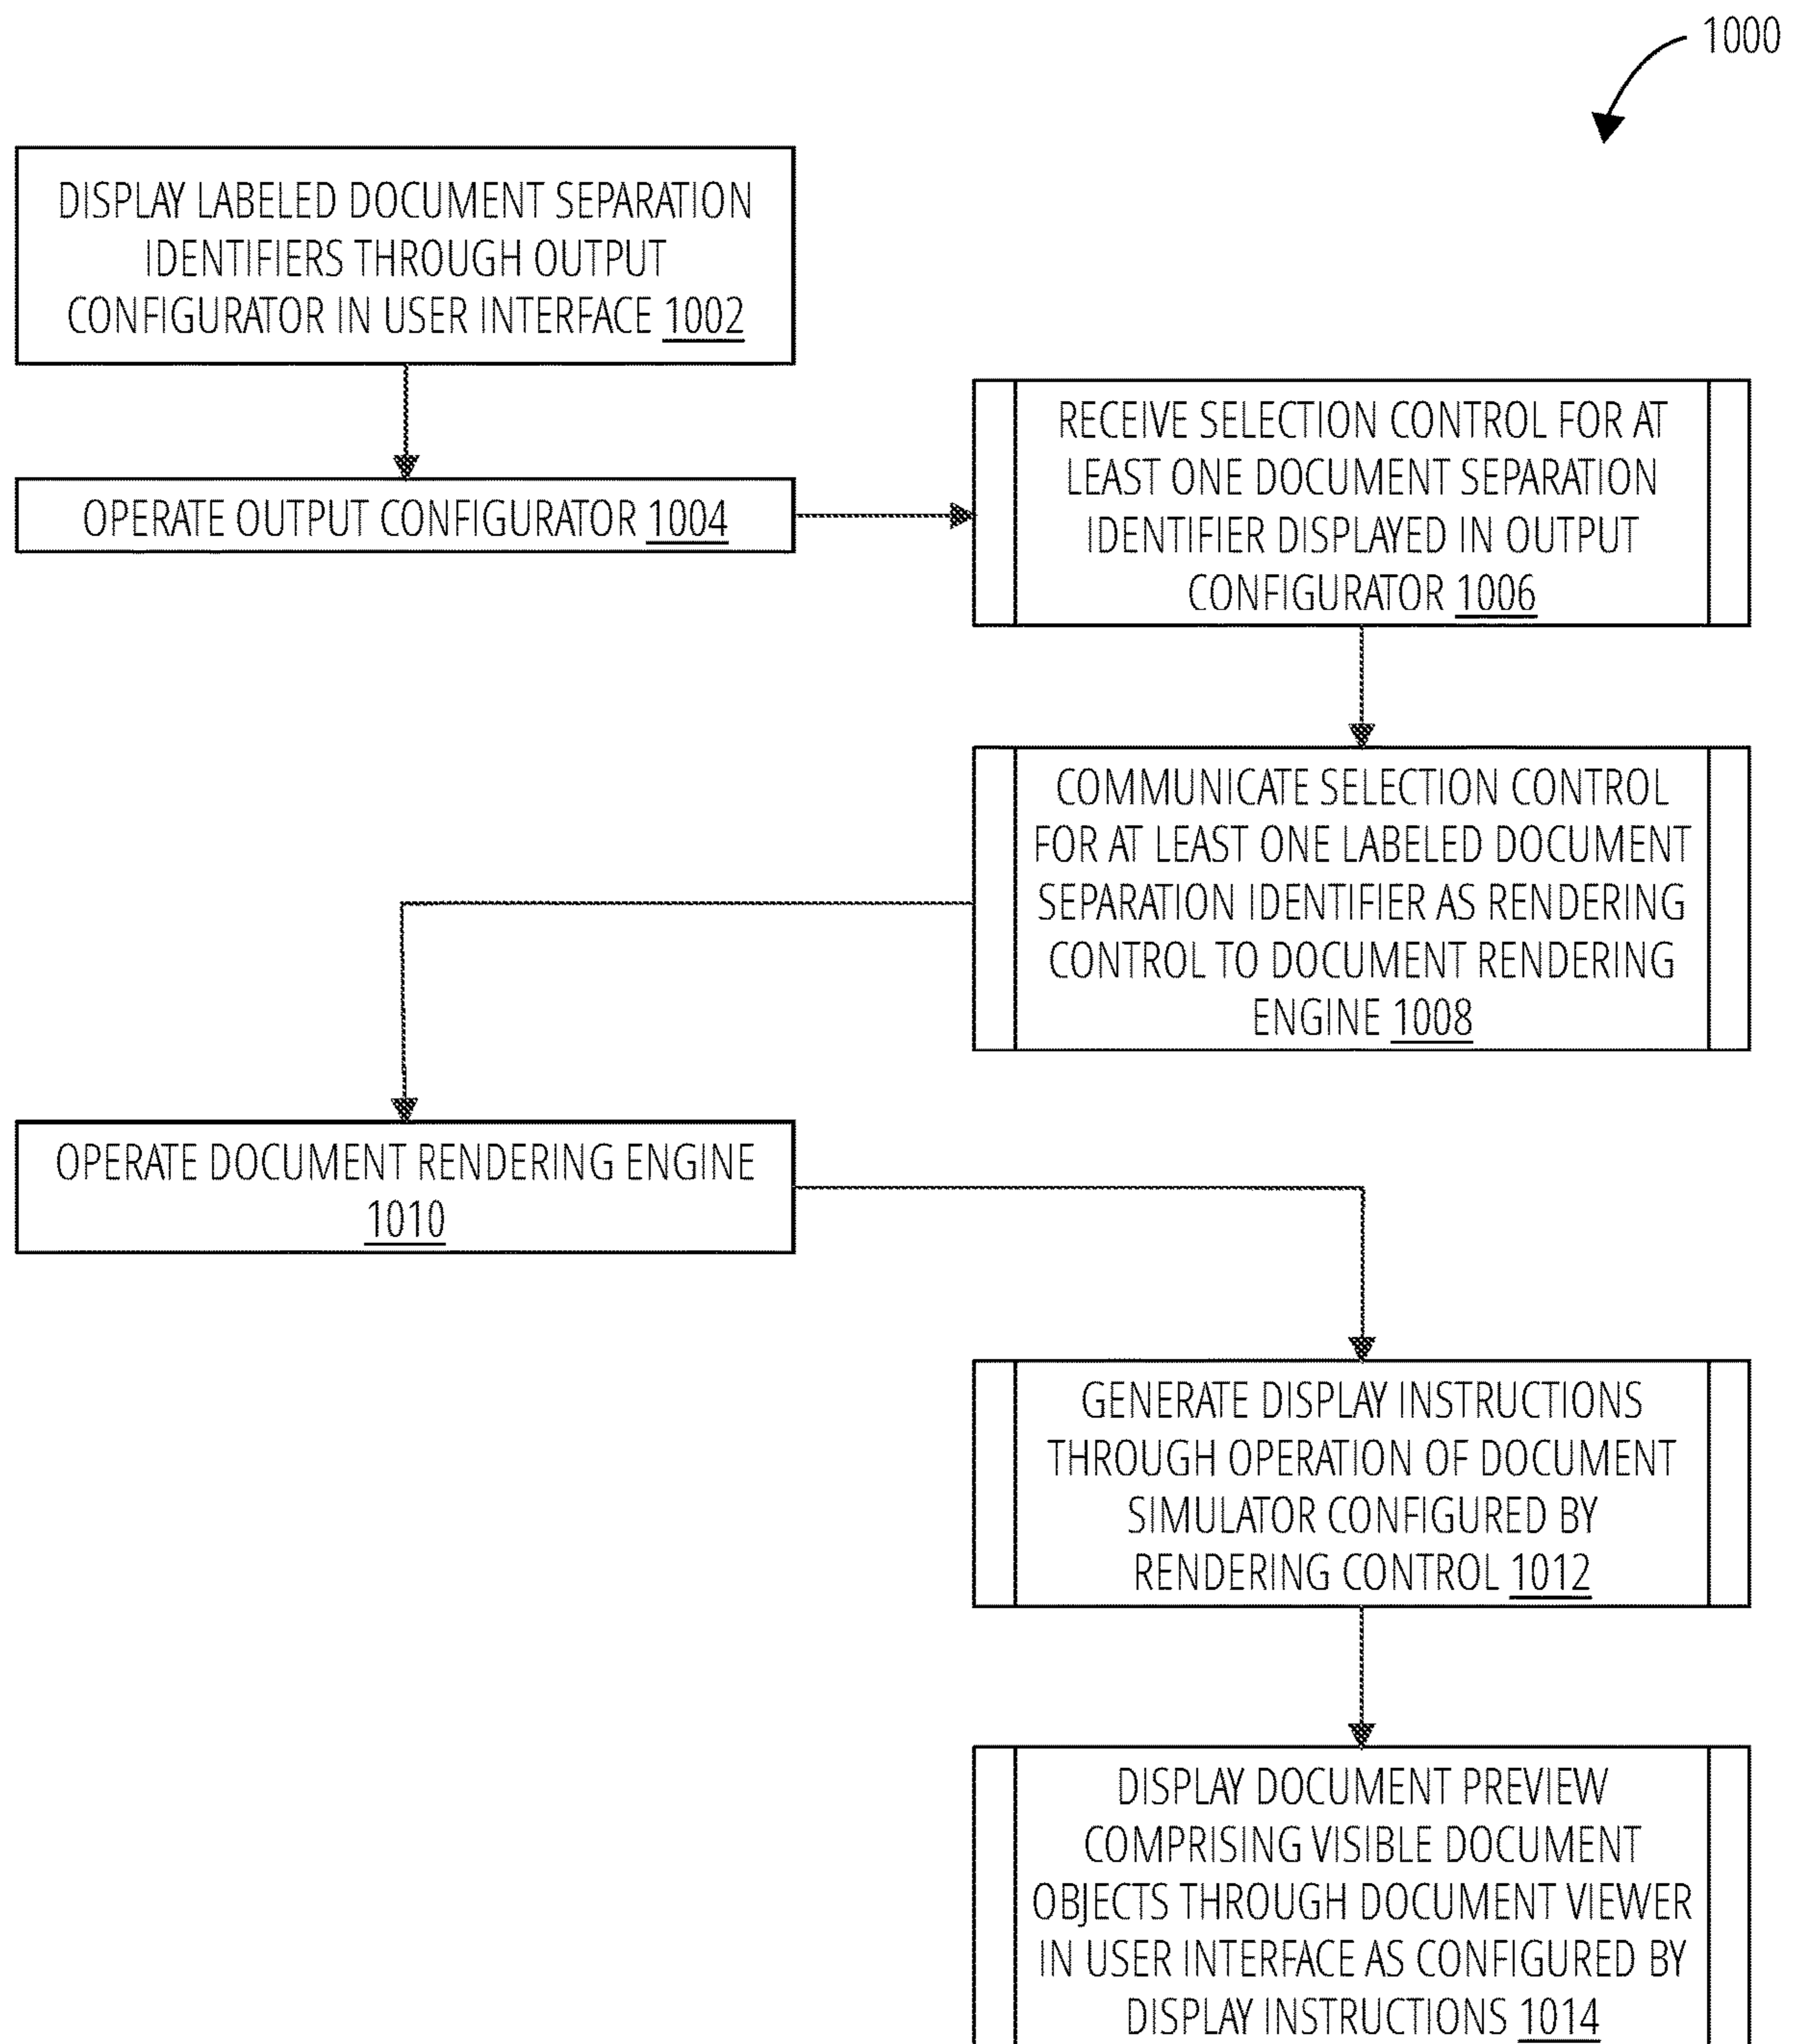 1000
DISPLAY LABELED DOCUMENT SEPARATION
IDENTIFIERS THROUGH OUTPUT
CONFIGURATOR IN USER INTERFACE 1002
OPERATE OUTPUT CONFIGURATOR 1004
RECEIVE SELECTION CONTROL FOR AT
LEAST ONE DOCUMENT SEPARATION
IDENTIFIER DISPLAYED IN OUTPUT
CONFIGURATOR 1006
COMMUNICATE SELECTION CONTROL
FOR AT LEAST ONE LABELED DOCUMENT
SEPARATION IDENTIFIER AS RENDERING
CONTROL TO DOCUMENT RENDERING
ENGINE 1008
OPERATE DOCUMENT RENDERING ENGINE
1010
GENERATE DISPLAY INSTRUCTIONS
THROUGH OPERATION OF DOCUMENT
SIMULATOR CONFIGURED BY
RENDERING CONTROL 1012
DISPLAY DOCUMENT PREVIEW
COMPRISING VISIBLE DOCUMENT
OBJECTS THROUGH DOCUMENT VIEWER
IN USER INTERFACE AS CONFIGURED BY
DISPLAY INSTRUCTIONS 1014